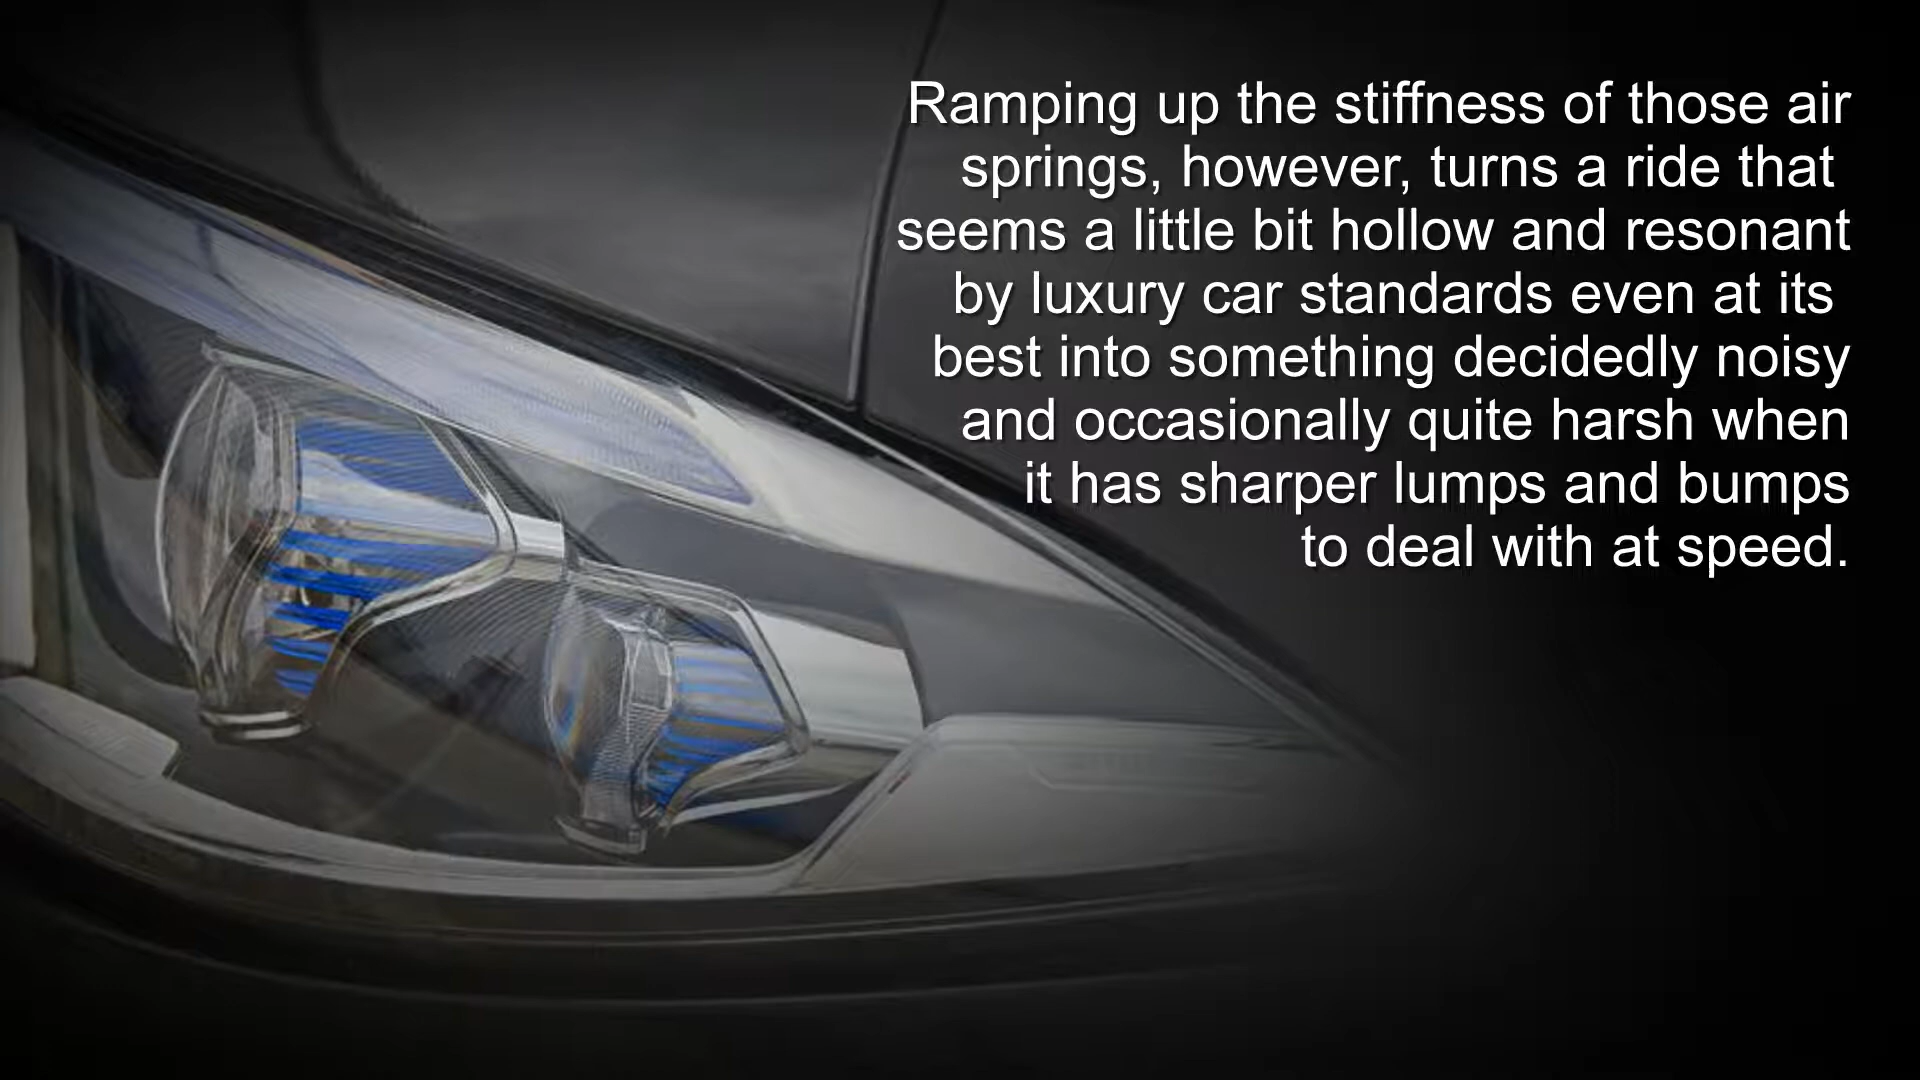 Ramping up the stiffness of those air
springs, however, turns a ride that
seems a little bit hollow and resonant
by luxury car standards even at its
best into something decidedly noisy
and occasionally quite harsh when
it has sharper lumps and bumps
to deal with at speed.